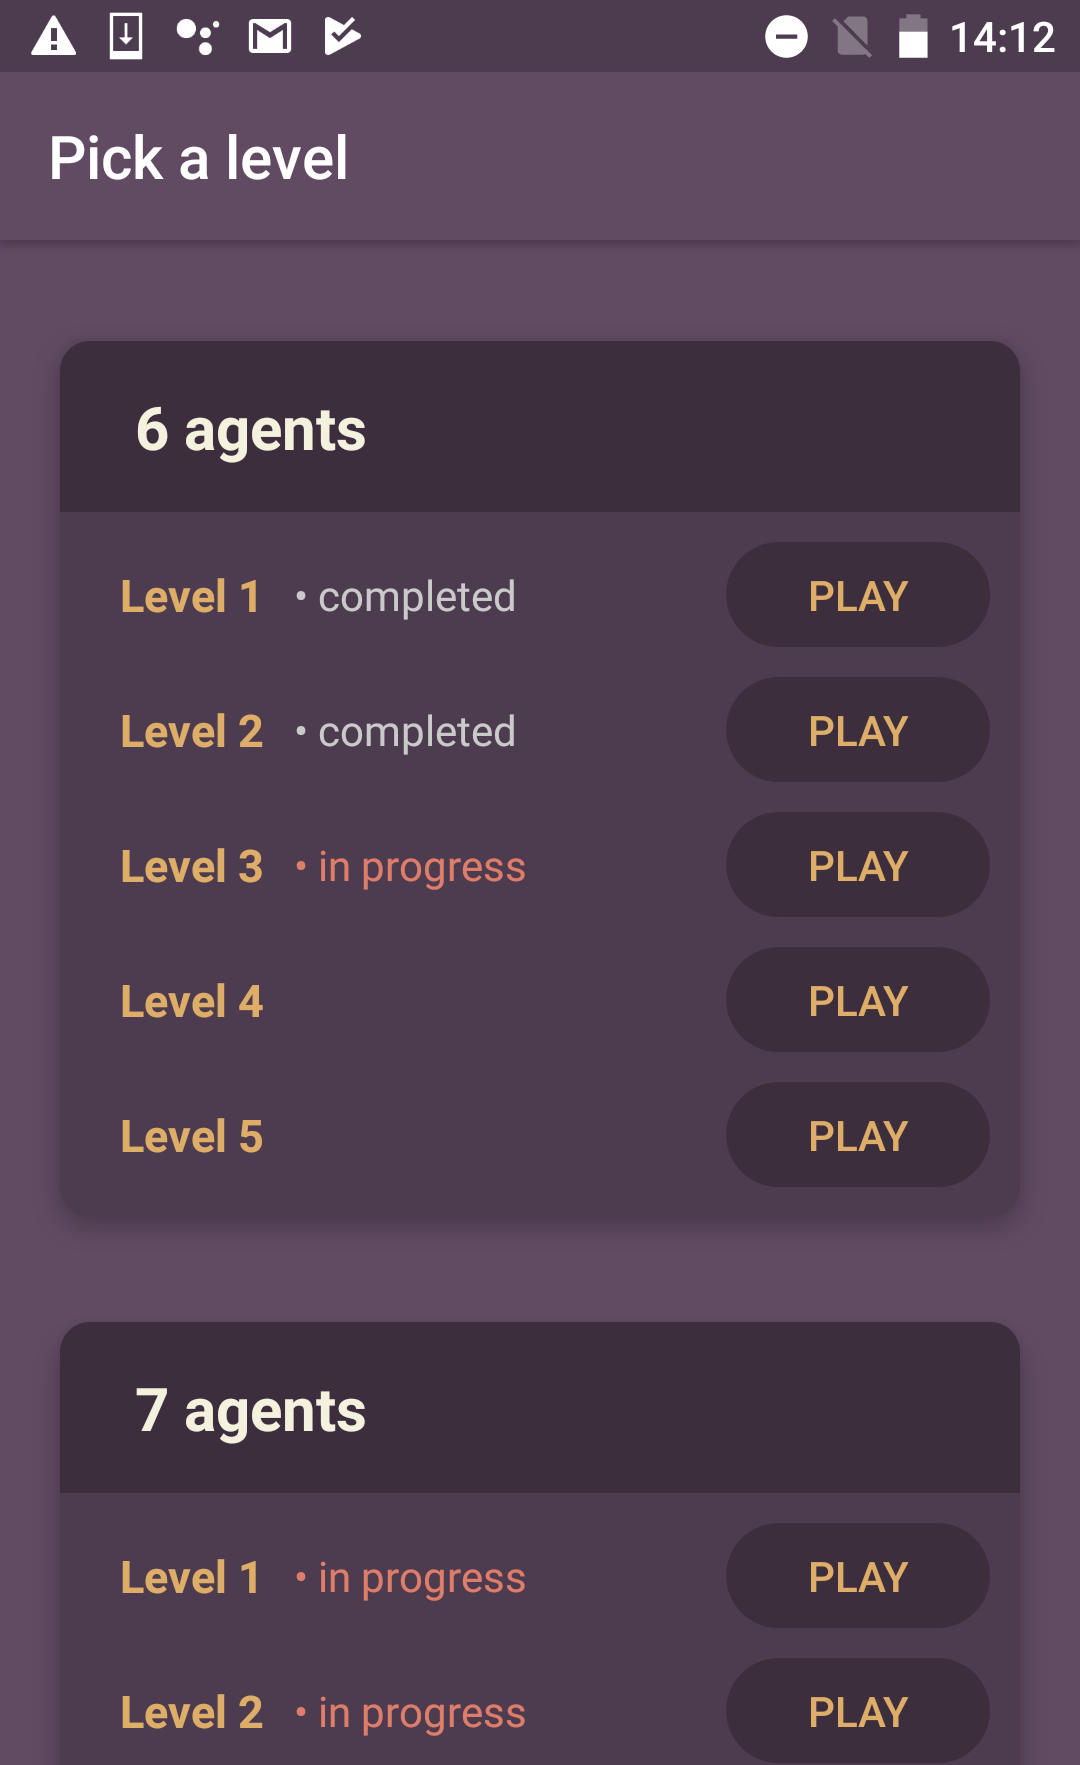 14:12
Pick a level
6 agents
Level 1 • completed PLAY
Level 2 • completed PLAY
Level 3 • in progress PLAY
Level 4 PLAY
Level 5 PLAY
7 agents
Level 1 • in progress PLAY
Level 2 • in progress PLAY